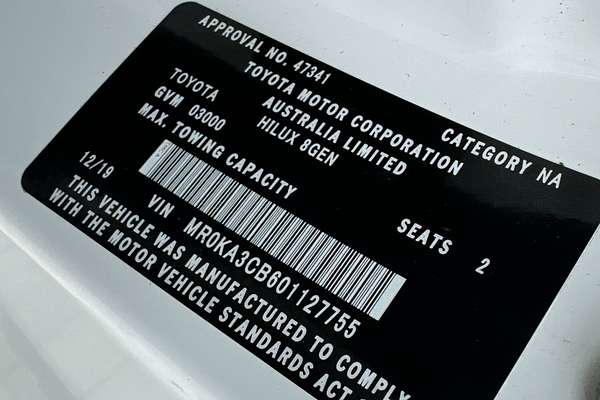 APPROVAL NO. 47341 CATEGORY NA
TOYOTA MOTOR CORPORATION
TOYOTA AUSTRALIA LIMITED
GVM 03000 HILUX 8GEN SEATS 2
MAX. TOWING CAPACITY
12/19 VIN MR0KA3CB601127755
THIS VEHICLE WAS MANUFACTURED TO COMPLY
WITH THE MOTOR VEHICLE STANDARDS ACT